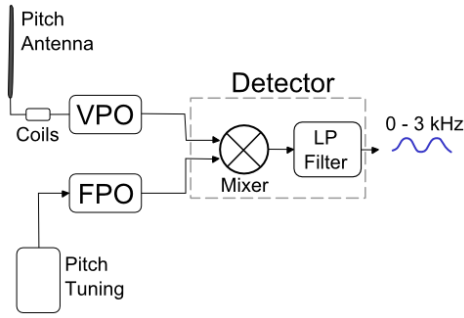 Pitch
Antenna
Coils
VPO
FPO
Pitch
Tuning
Detector
Mixer
LP
Filter
0 - 3 kHz